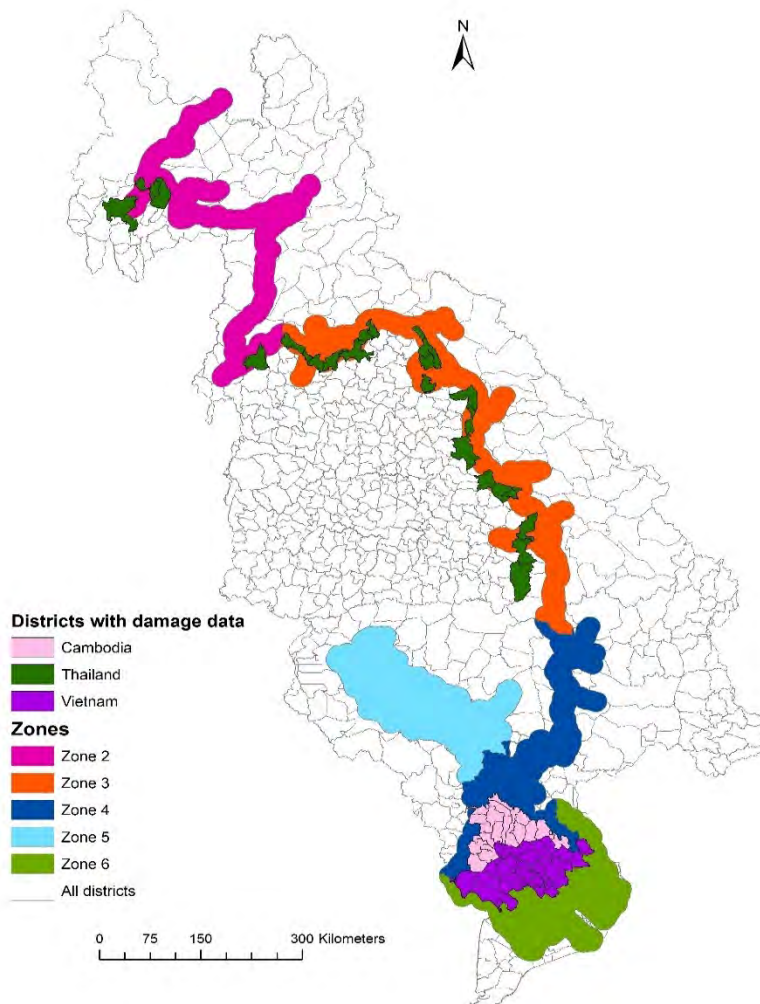 N
Districts with damage data
Cambodia
Thailand
Vietnam
Zones
Zone 2
Zone 3
Zone 4
Zone 5
Zone 6
All districts
0 75 150 300 Kilometers